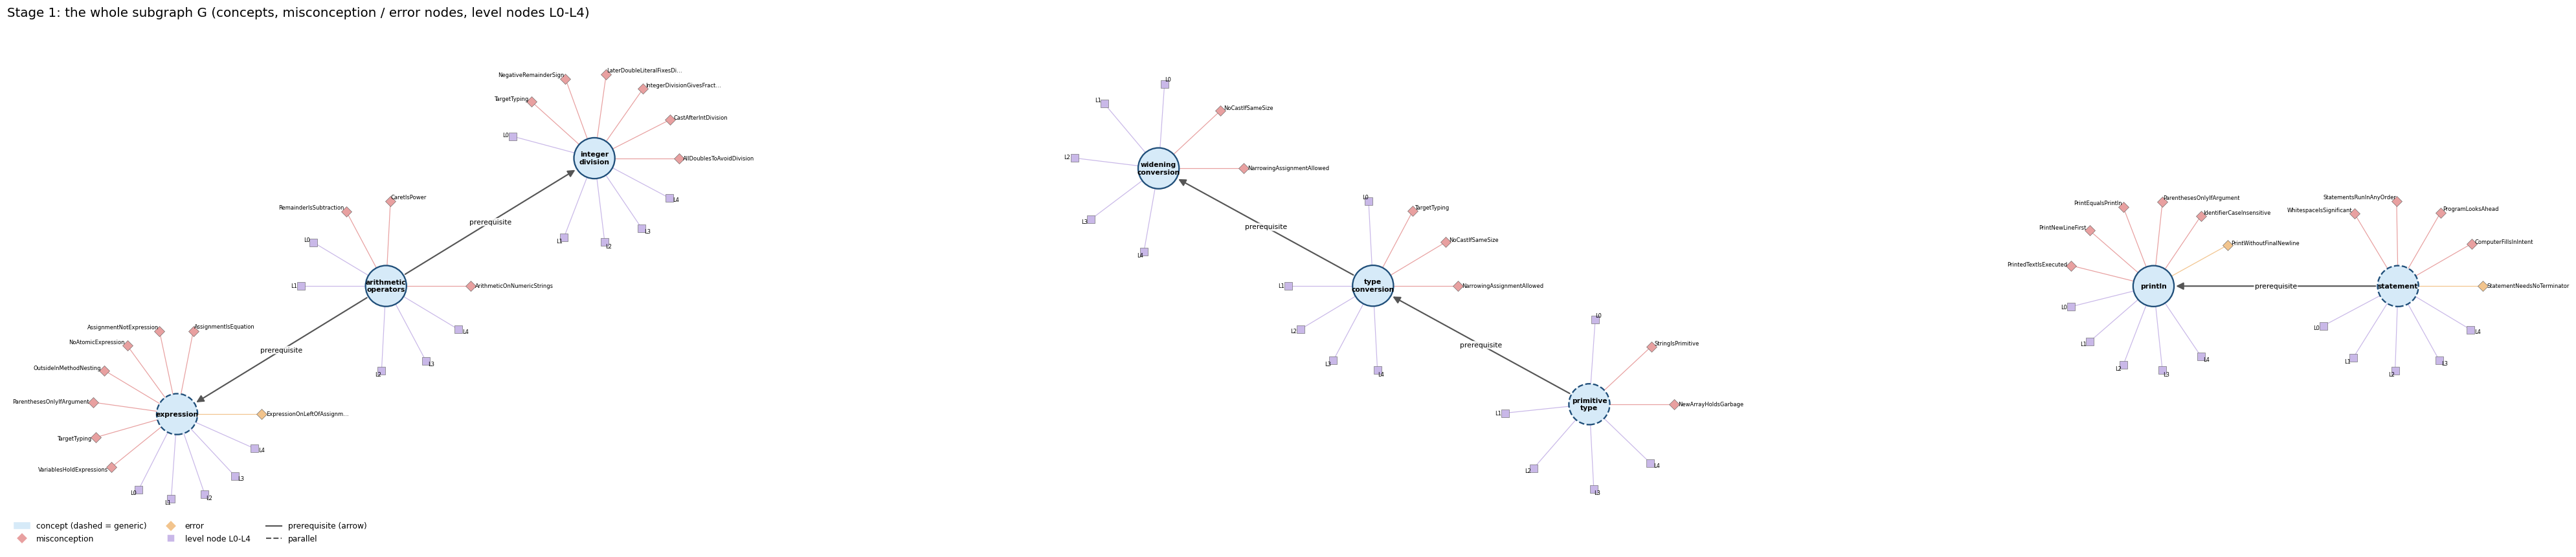 Stage 1: the whole subgraph G (concepts, misconception / error nodes, level nodes L0-L4)
NegativeRemainderSign
LaterDoubleLiteralFixesDi...
IntegerDivisionGivesFract...
TargetTyping
CastAfterIntDivision
L0
integer
division
AllDoublesToAvoidDivision
L4
L3
L2
L1
prerequisite
CaretIsPower
RemainderIsSubtraction
L0
L1
arithmetic
operators
ArithmeticOnNumericStrings
L4
L3
L2
prerequisite
AssignmentNotExpression
AssignmentIsEquation
NoAtomicExpression
OutsideInMethodNesting
ParenthesesOnlyIfArgument
expression
ExpressionOnLeftOfAssignm...
TargetTyping
VariablesHoldExpressions
L4
L3
L0
L1
L2
L0
L1
NoCastIfSameSize
L2
widening
conversion
NarrowingAssignmentAllowed
L3
L4
prerequisite
L0
TargetTyping
NoCastIfSameSize
L1
type
conversion
NarrowingAssignmentAllowed
L2
L3
L4
prerequisite
L0
StringIsPrimitive
L1
primitive
type
NewArrayHoldsGarbage
L2
L3
L4
PrintEqualsPrintln
ParenthesesOnlyIfArgument
IdentifierCaseInsensitive
PrintNewLineFirst
PrintWithoutFinalNewline
PrintedTextIsExecuted
println
L0
L1
L2
L3
L4
prerequisite
StatementsRunInAnyOrder
WhitespaceIsSignificant
ProgramLooksAhead
ComputerFillsInIntent
statement
StatementNeedsNoTerminator
L0
L1
L2
L3
L4
concept (dashed = generic)
misconception
error
level node L0-L4
prerequisite (arrow)
parallel